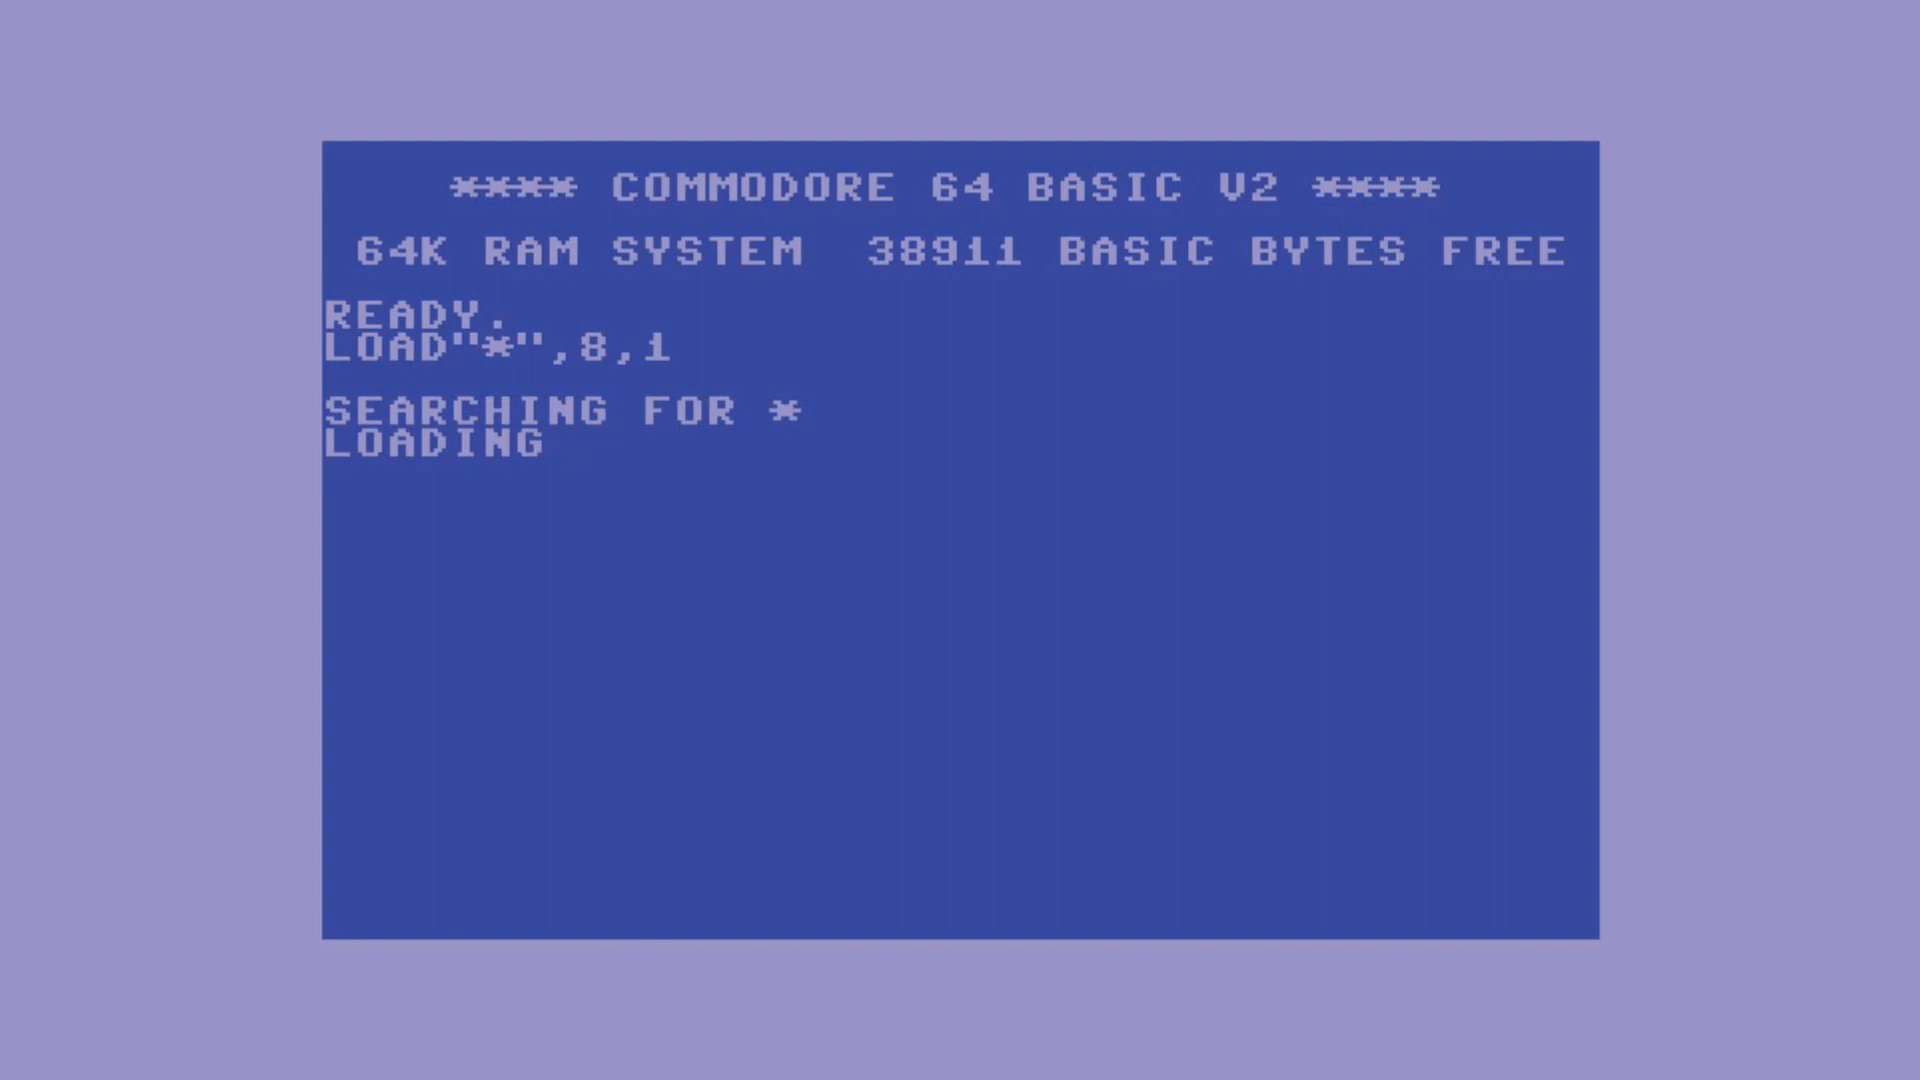 **** COMMODORE 64 BASIC V2 ****
64K RAM SYSTEM  38911 BASIC BYTES FREE
READY.
LOAD"*",8,1
SEARCHING FOR *
LOADING